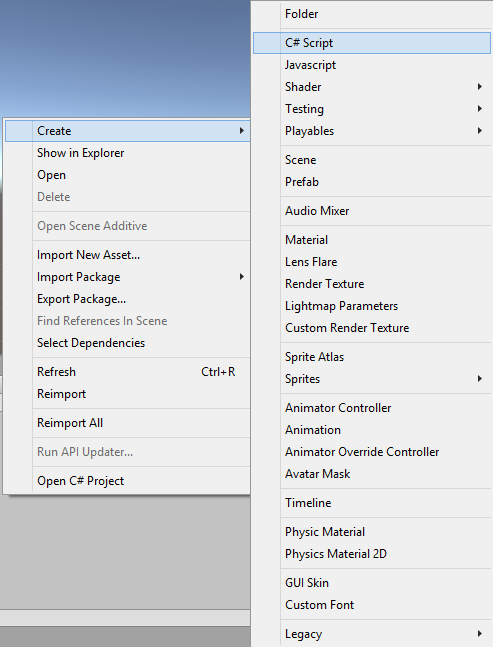 Create
Show in Explorer
Open
Delete
Open Scene Additive
Import New Asset...
Import Package
Export Package...
Find References In Scene
Select Dependencies
Refresh Ctrl+R
Reimport
Reimport All
Run API Updater...
Open C# Project
Folder
C# Script
Javascript
Shader
Testing
Playables
Scene
Prefab
Audio Mixer
Material
Lens Flare
Render Texture
Lightmap Parameters
Custom Render Texture
Sprite Atlas
Sprites
Animator Controller
Animation
Animator Override Controller
Avatar Mask
Timeline
Physic Material
Physics Material 2D
GUI Skin
Custom Font
Legacy